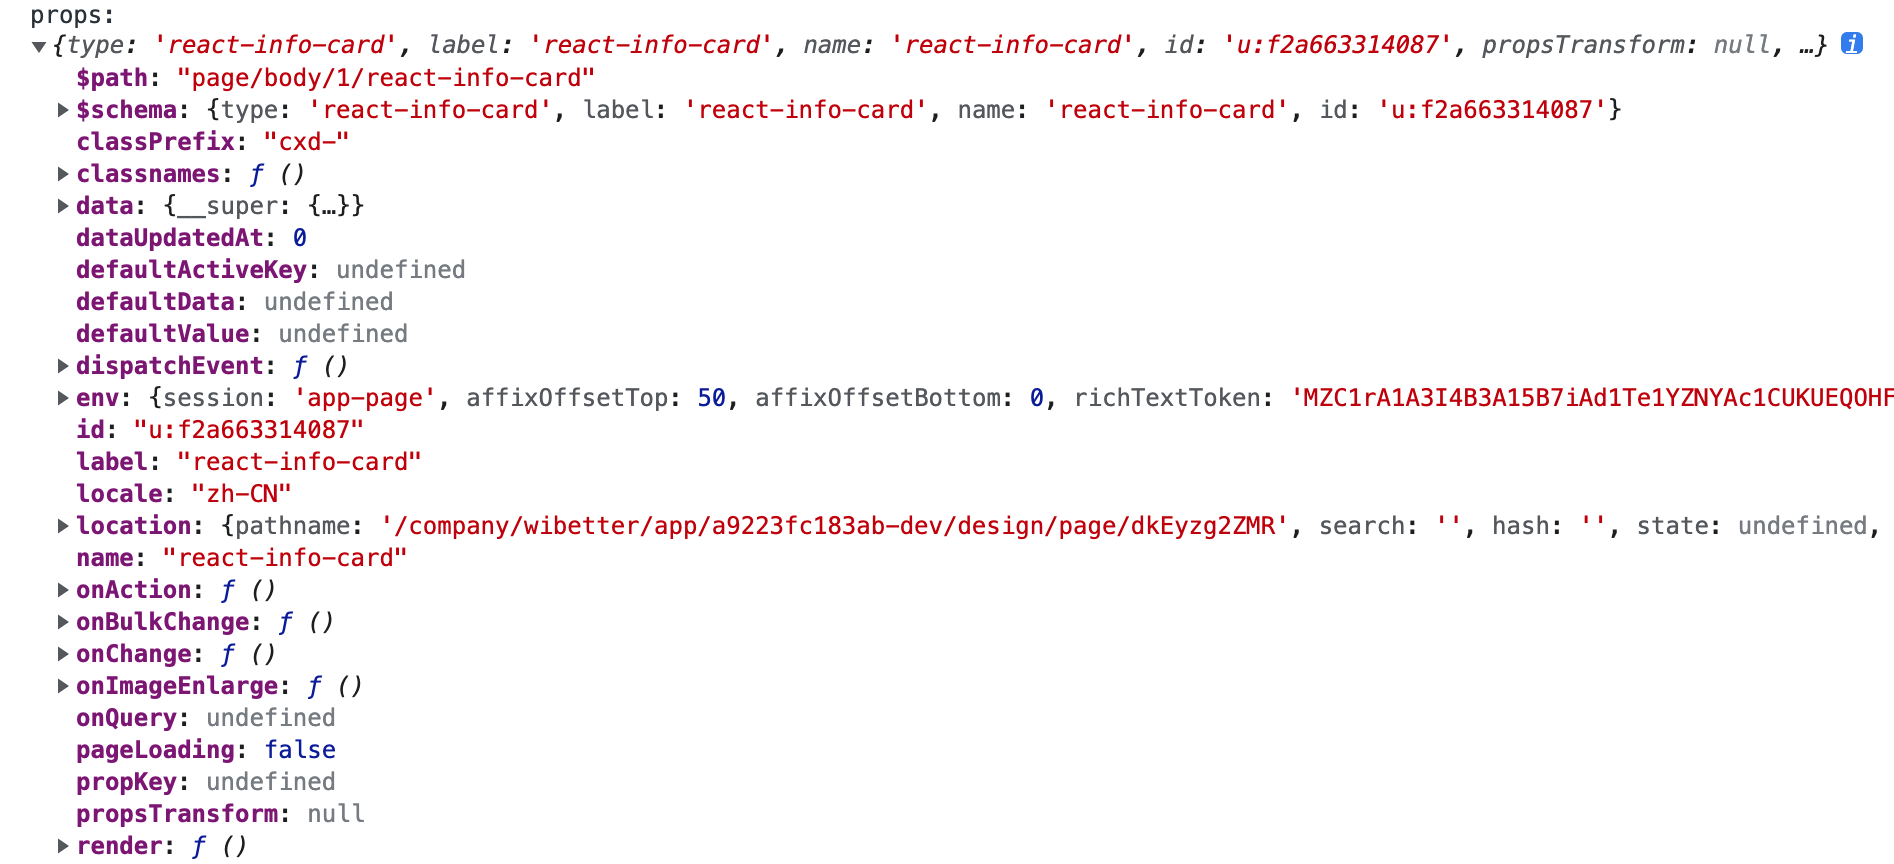 props:
{type: 'react-info-card', label: 'react-info-card', name: 'react-info-card', id: 'u:f2a663314087', propsTransform: null, …} i
$path: "page/body/1/react-info-card"
$schema: {type: 'react-info-card', label: 'react-info-card', name: 'react-info-card', id: 'u:f2a663314087'}
classPrefix: "cxd-"
classnames: ƒ ()
data: {__super: {…}}
dataUpdatedAt: 0
defaultActiveKey: undefined
defaultData: undefined
defaultValue: undefined
dispatchEvent: ƒ ()
env: {session: 'app-page', affixOffsetTop: 50, affixOffsetBottom: 0, richTextToken: 'MZC1rA1A3I4B3A15B7iAd1Te1YZNYAc1CUKUEQOHF
id: "u:f2a663314087"
label: "react-info-card"
locale: "zh-CN"
location: {pathname: '/company/wibetter/app/a9223fc183ab-dev/design/page/dkEyzg2ZMR', search: '', hash: '', state: undefined,
name: "react-info-card"
onAction: ƒ ()
onBulkChange: ƒ ()
onChange: ƒ ()
onImageEnlarge: ƒ ()
onQuery: undefined
pageLoading: false
propKey: undefined
propsTransform: null
render: ƒ ()